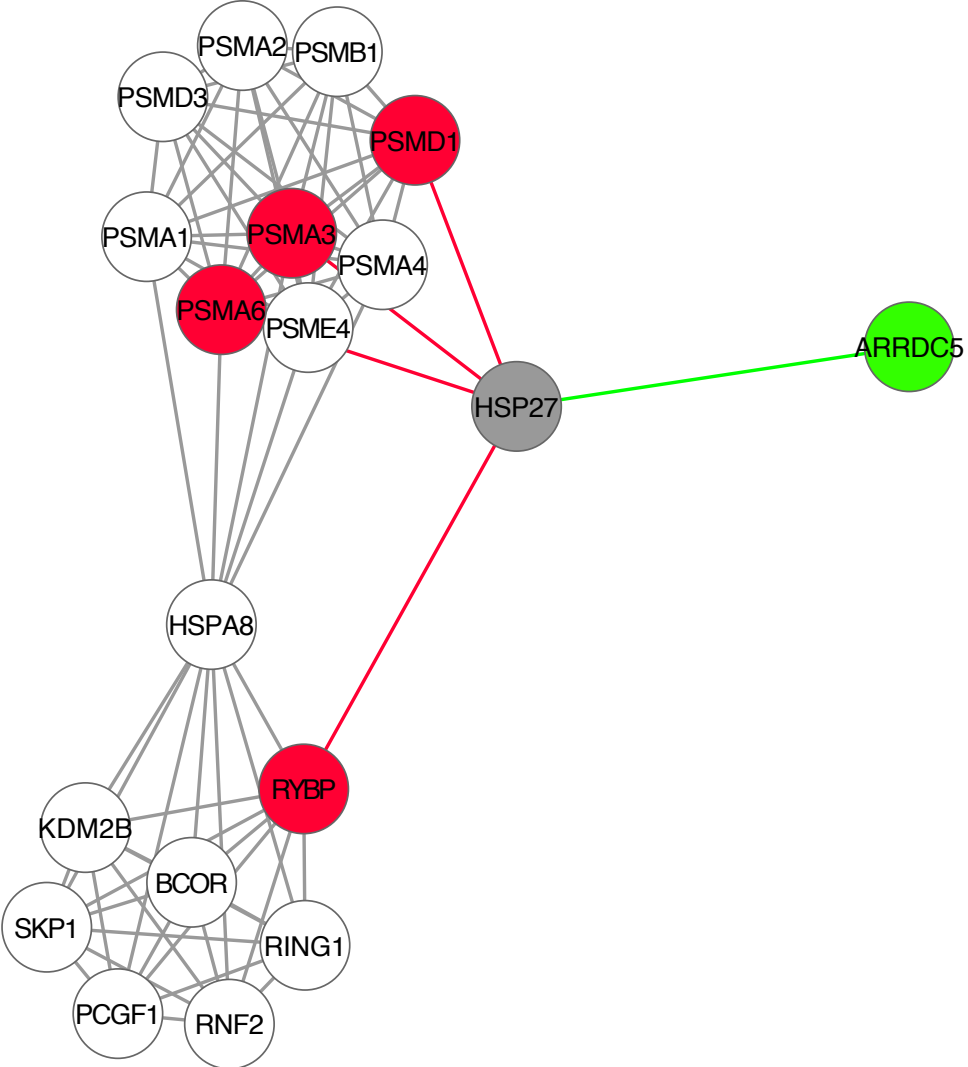 PSMA2
PSMB1
PSMD3
PSMD1
PSMA3
PSMA1
PSMA4
PSMA6
PSME4
ARRDC5
HSP27
HSPA8
RYBP
KDM2B
BCOR
SKP1
RING1
PCGF1
RNF2